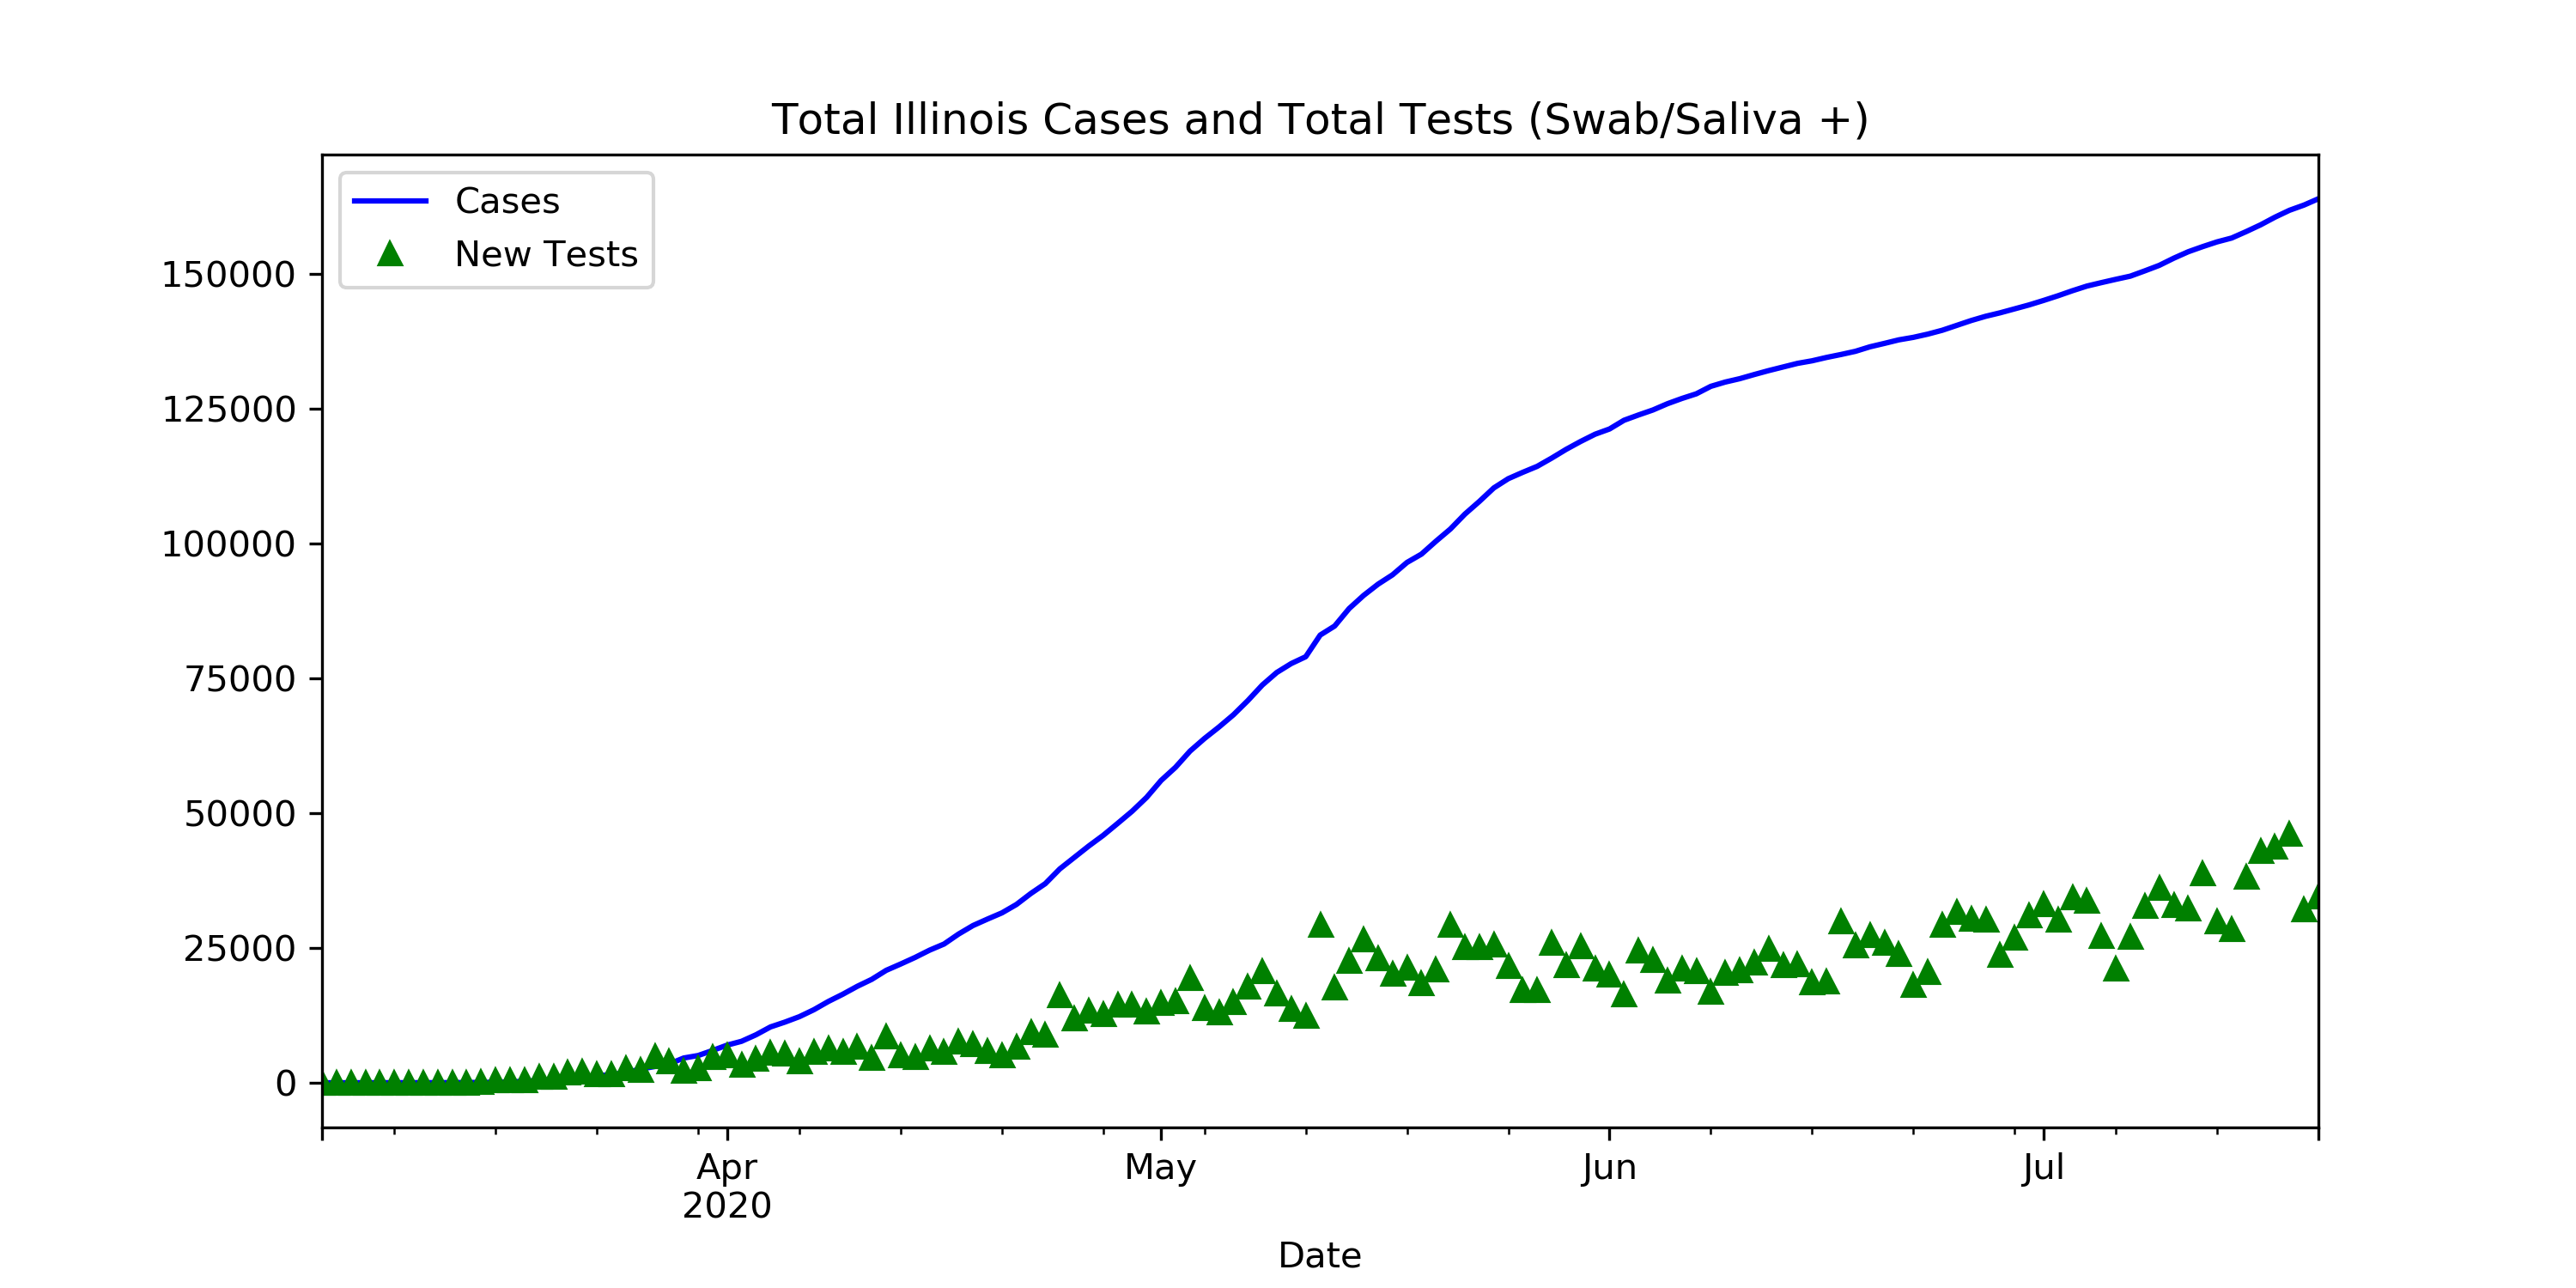 Total Illinois Cases and Total Tests (Swab/Saliva +)
Cases
New Tests
150000
125000
100000
75000
50000
25000
0
Apr
2020
May
Jun
Jul
Date